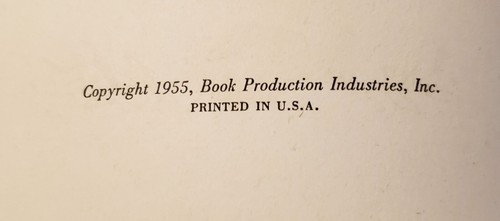 Copyright 1955, Book Production Industries, Inc.
PRINTED IN U.S.A.